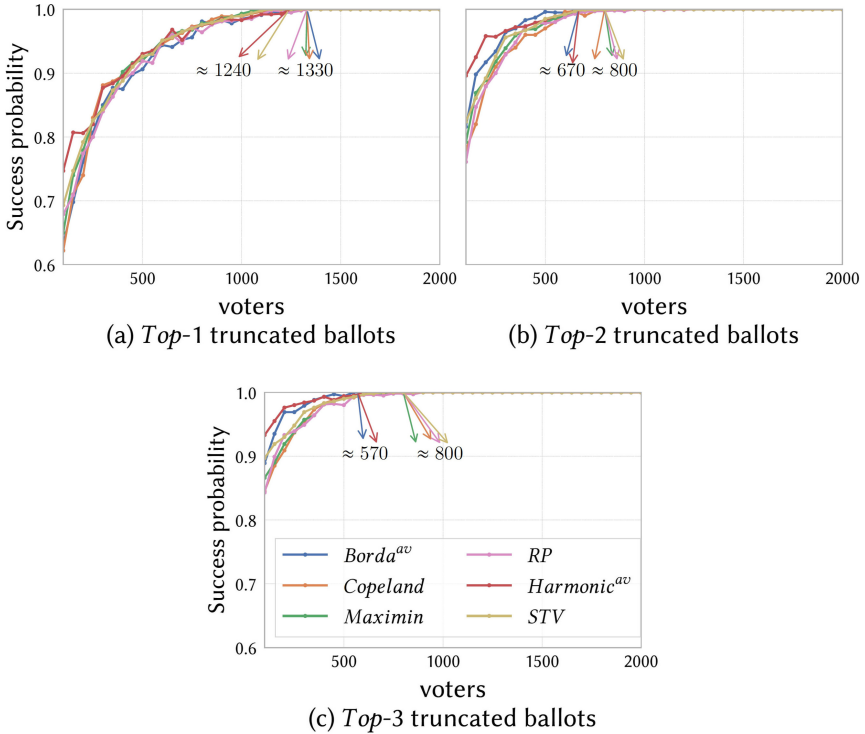 Success probability
1.0
0.9
0.8
0.7
0.6
≈ 1240
≈ 1330
500
1000
1500
2000
voters
(a) Top-1 truncated ballots
1.0
0.9
0.8
0.7
0.6
≈ 670
≈ 800
500
1000
1500
2000
voters
(b) Top-2 truncated ballots
Success probability
1.0
0.9
0.8
0.7
0.6
≈ 570
≈ 800
Borda^av
Copeland
Maximin
RP
Harmonic^av
STV
500
1000
1500
2000
voters
(c) Top-3 truncated ballots